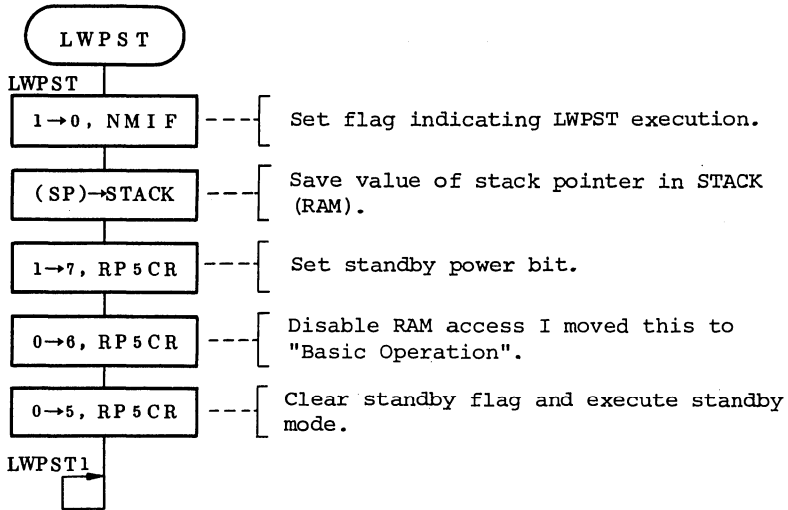 LWPST
LWPST
1→0, NMIF
Set flag indicating LWPST execution.
(SP)→STACK
Save value of stack pointer in STACK
(RAM).
1→7, RP5CR
Set standby power bit.
0→6, RP5CR
Disable RAM access I moved this to
"Basic Operation".
0→5, RP5CR
Clear standby flag and execute standby
mode.
LWPST1